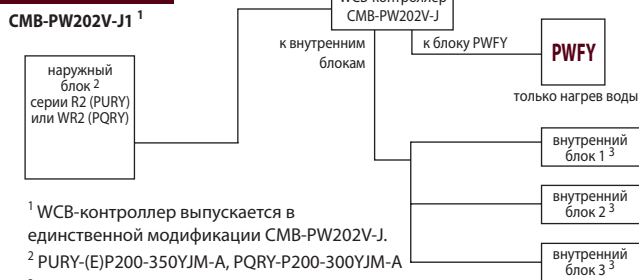 CMB-PW202V-J1 ¹
WCB-контроллер
CMB-PW202V-J
к внутренним
блокам
к блоку PWFY
PWFY
только нагрев воды
наружный
блок ²
серии R2 (PURY)
или WR2 (PQRY)
внутренний
блок 1 ³
внутренний
блок 2 ³
внутренний
блок 3 ³
¹ WCB-контроллер выпускается в
единственной модификации CMB-PW202V-J.
² PURY-(E)P200-350YJM-A, PQRY-P200-300YJM-A